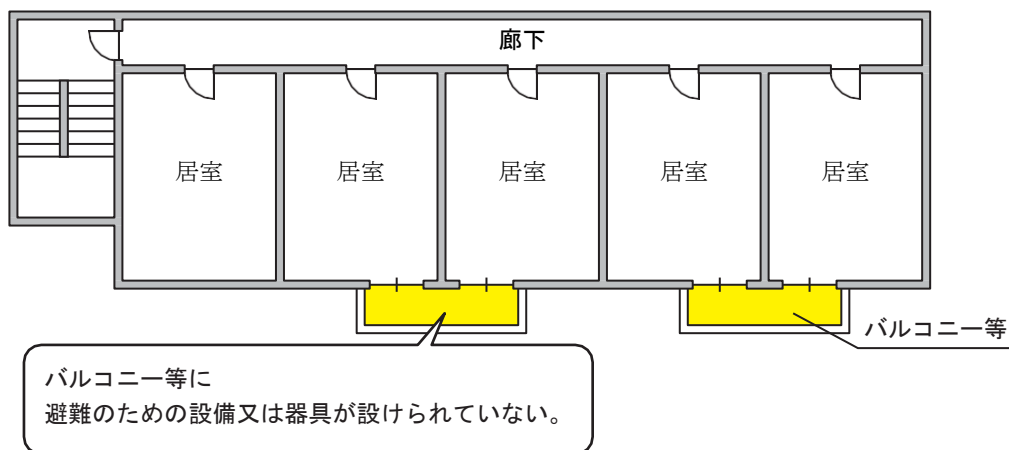 廊下
居室
居室
居室
居室
居室
バルコニー等
バルコニー等に
避難のための設備又は器具が設けられていない。